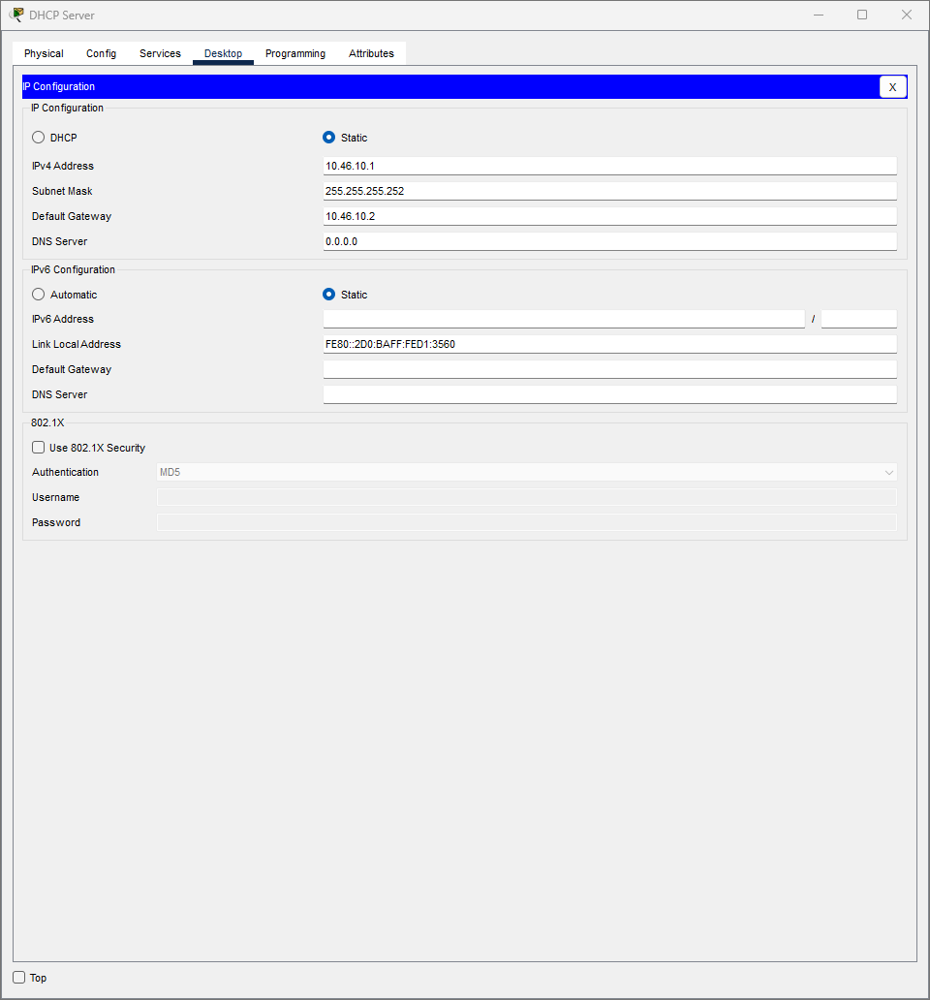 DHCP Server
Physical Config Services Desktop Programming Attributes
IP Configuration X
IP Configuration
DHCP Static
IPv4 Address 10.46.10.1
Subnet Mask 255.255.255.252
Default Gateway 10.46.10.2
DNS Server 0.0.0.0
IPv6 Configuration
Automatic Static
IPv6 Address /
Link Local Address FE80::2D0:BAFF:FED1:3560
Default Gateway
DNS Server
802.1X
Use 802.1X Security
Authentication MD5
Username
Password
Top